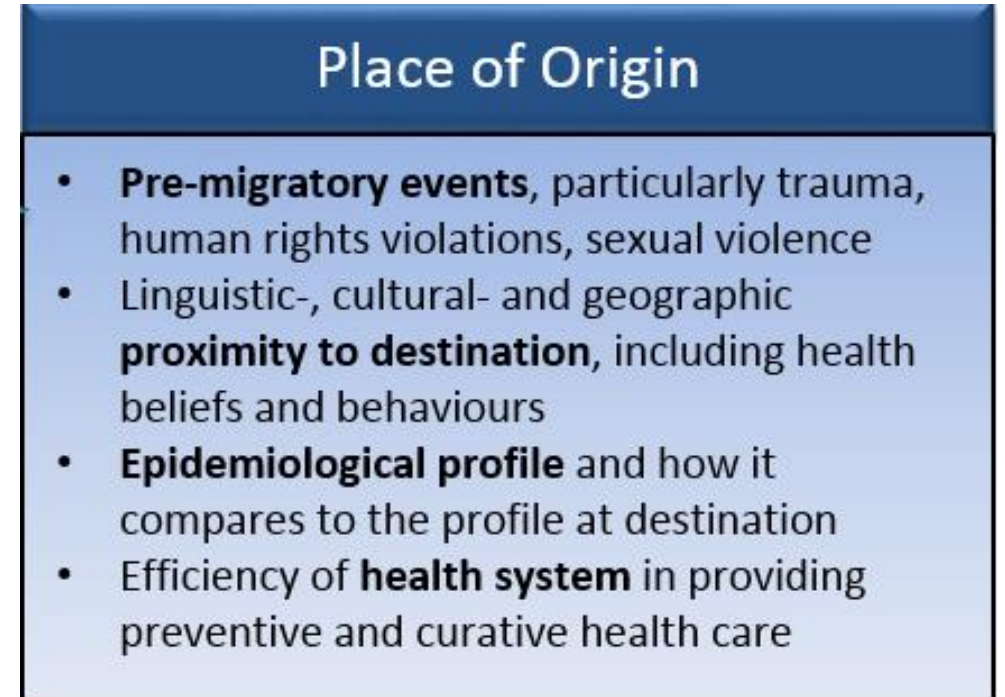 Place of Origin
• Pre-migratory events, particularly trauma,
human rights violations, sexual violence
• Linguistic-, cultural- and geographic
proximity to destination, including health
beliefs and behaviours
• Epidemiological profile and how it
compares to the profile at destination
• Efficiency of health system in providing
preventive and curative health care